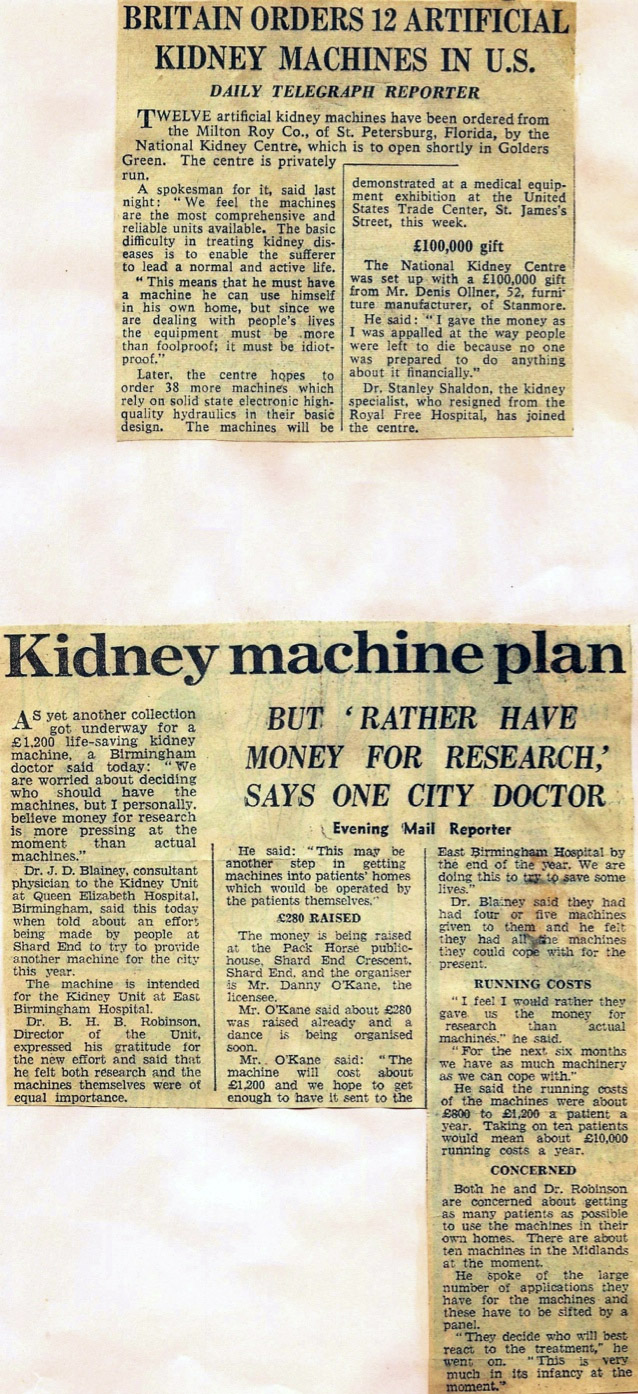 BRITAIN ORDERS 12 ARTIFICIAL
KIDNEY MACHINES IN U.S.
DAILY TELEGRAPH REPORTER
TWELVE artificial kidney machines have been ordered from
the Milton Roy Co., of St. Petersburg, Florida, by the
National Kidney Centre, which is to open shortly in Golders
Green. The centre is privately
run.
A spokesman for it, said last
night: "We feel the machines
are the most comprehensive and
reliable units available. The basic
difficulty in treating kidney dis-
eases is to enable the sufferer
to lead a normal and active life.
"This means that he must have
a machine he can use himself
in his own home, but since we
are dealing with people's lives
the equipment must be more
than foolproof; it must be idiot-
proof."
Later, the centre hopes to
order 38 more machines which
rely on solid state electronic high-
quality hydraulics in their basic
design. The machines will be
demonstrated at a medical equip-
ment exhibition at the United
States Trade Center, St. James's
Street, this week.
£100,000 gift
The National Kidney Centre
was set up with a £100,000 gift
from Mr. Denis Ollner, 52, furni-
ture manufacturer, of Stanmore.
He said: "I gave the money as
I was appalled at the way people
were left to die because no one
was prepared to do anything
about it financially."
Dr. Stanley Shaldon, the kidney
specialist, who resigned from the
Royal Free Hospital, has joined
the centre.
Kidney machine plan
BUT 'RATHER HAVE
MONEY FOR RESEARCH,'
SAYS ONE CITY DOCTOR
Evening Mail Reporter
AS yet another collection
got underway for a
£1,200 life-saving kidney
machine, a Birmingham
doctor said today: "We
are worried about deciding
who should have the
machines, but I personally.
believe money for research
is more pressing at the
moment than actual
machines."
Dr. J. D. Blainey, consultant
physician to the Kidney Unit
at Queen Elizabeth Hospital,
Birmingham, said this today
when told about an effort
being made by people at
Shard End to try to provide
another machine for the city
this year.
The machine is intended
for the Kidney Unit at East
Birmingham Hospital.
Dr. B. H. B. Robinson,
Director of the Unit,
expressed his gratitude for
the new effort and said that
he felt both research and the
machines themselves were of
equal importance.
He said: "This may be
another step in getting
machines into patients' homes
which would be operated by
the patients themselves."
£280 RAISED
The money is being raised
at the Pack Horse public-
house, Shard End Crescent,
Shard End, and the organiser
is Mr. Danny O'Kane, the
licensee.
Mr. O'Kane said about £280
was raised already and a
dance is being organised
soon.
Mr. O'Kane said: "The
machine will cost about
£1,200 and we hope to get
enough to have it sent to the
East Birmingham Hospital by
the end of the year. We are
doing this to try to save some
lives."
Dr. Blainey said they had
had four or five machines
given to them and he felt
they had all the machines
they could cope with for the
present.
RUNNING COSTS
"I feel I would rather they
gave us the money for
research than actual
machines." he said.
"For the next six months
we have as much machinery
as we can cope with."
He said the running costs
of the machines were about
£800 to £1,200 a patient a
year. Taking on ten patients
would mean about £10,000
running costs a year.
CONCERNED
Both he and Dr. Robinson
are concerned about getting
as many patients as possible
to use the machines in their
own homes. There are about
ten machines in the Midlands
at the moment.
He spoke of the large
number of applications they
have for the machines and
these have to be sifted by a
panel.
"They decide who will best
react to the treatment," he
went on. "This is very
much in its infancy at the
moment."